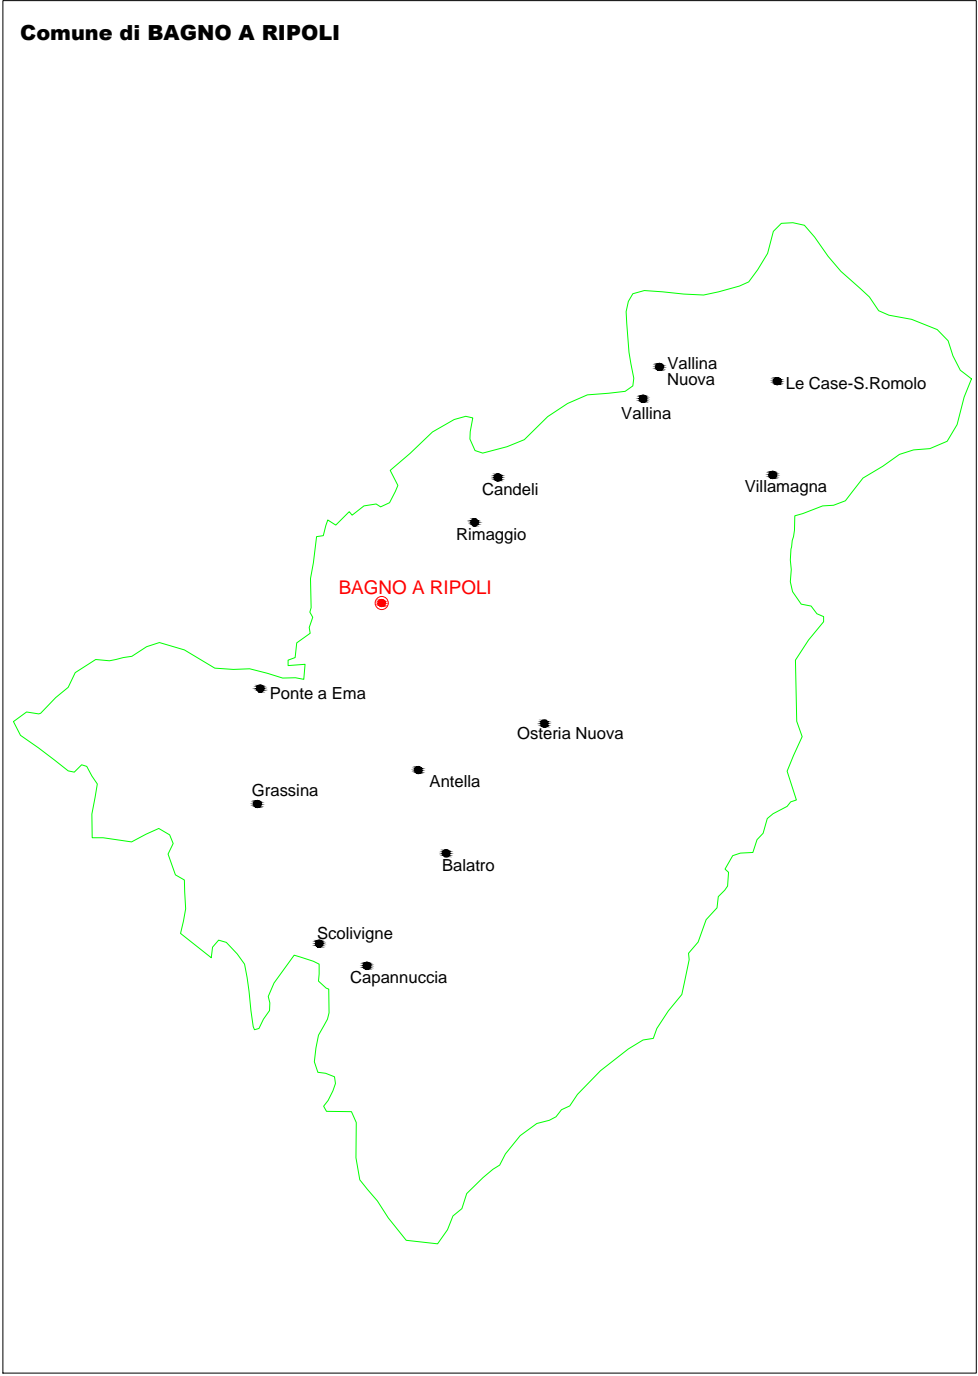 Comune di BAGNO A RIPOLI
Vallina
Nuova
Le Case-S.Romolo
Vallina
Candeli
Villamagna
Rimaggio
BAGNO A RIPOLI
Ponte a Ema
Osteria Nuova
Antella
Grassina
Balatro
Scolivigne
Capannuccia